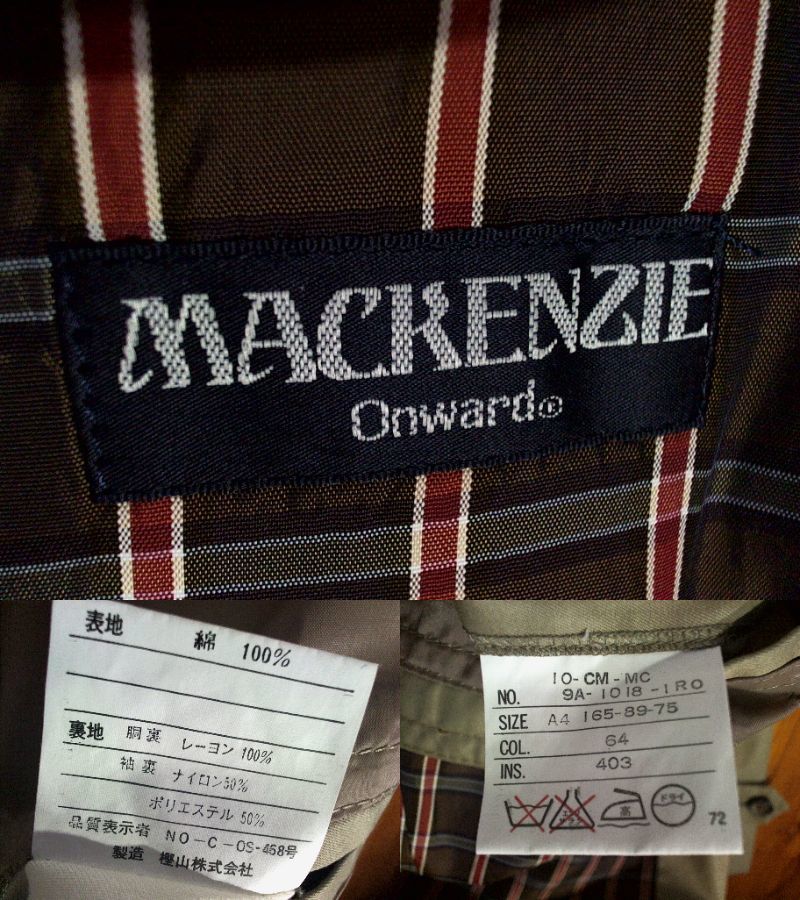 MACKENZIE
Onward®
表地 綿 100%
裏地 胴裏 レーヨン 100%
袖裏 ナイロン50%
ポリエステル 50%
品質表示者 NO-C-OS-468号
製造 樫山株式会社
10-CM-MC
NO. 9A-1018-1RO
SIZE A4 165-89-75
COL. 64
INS. 403
高 ドライ
72